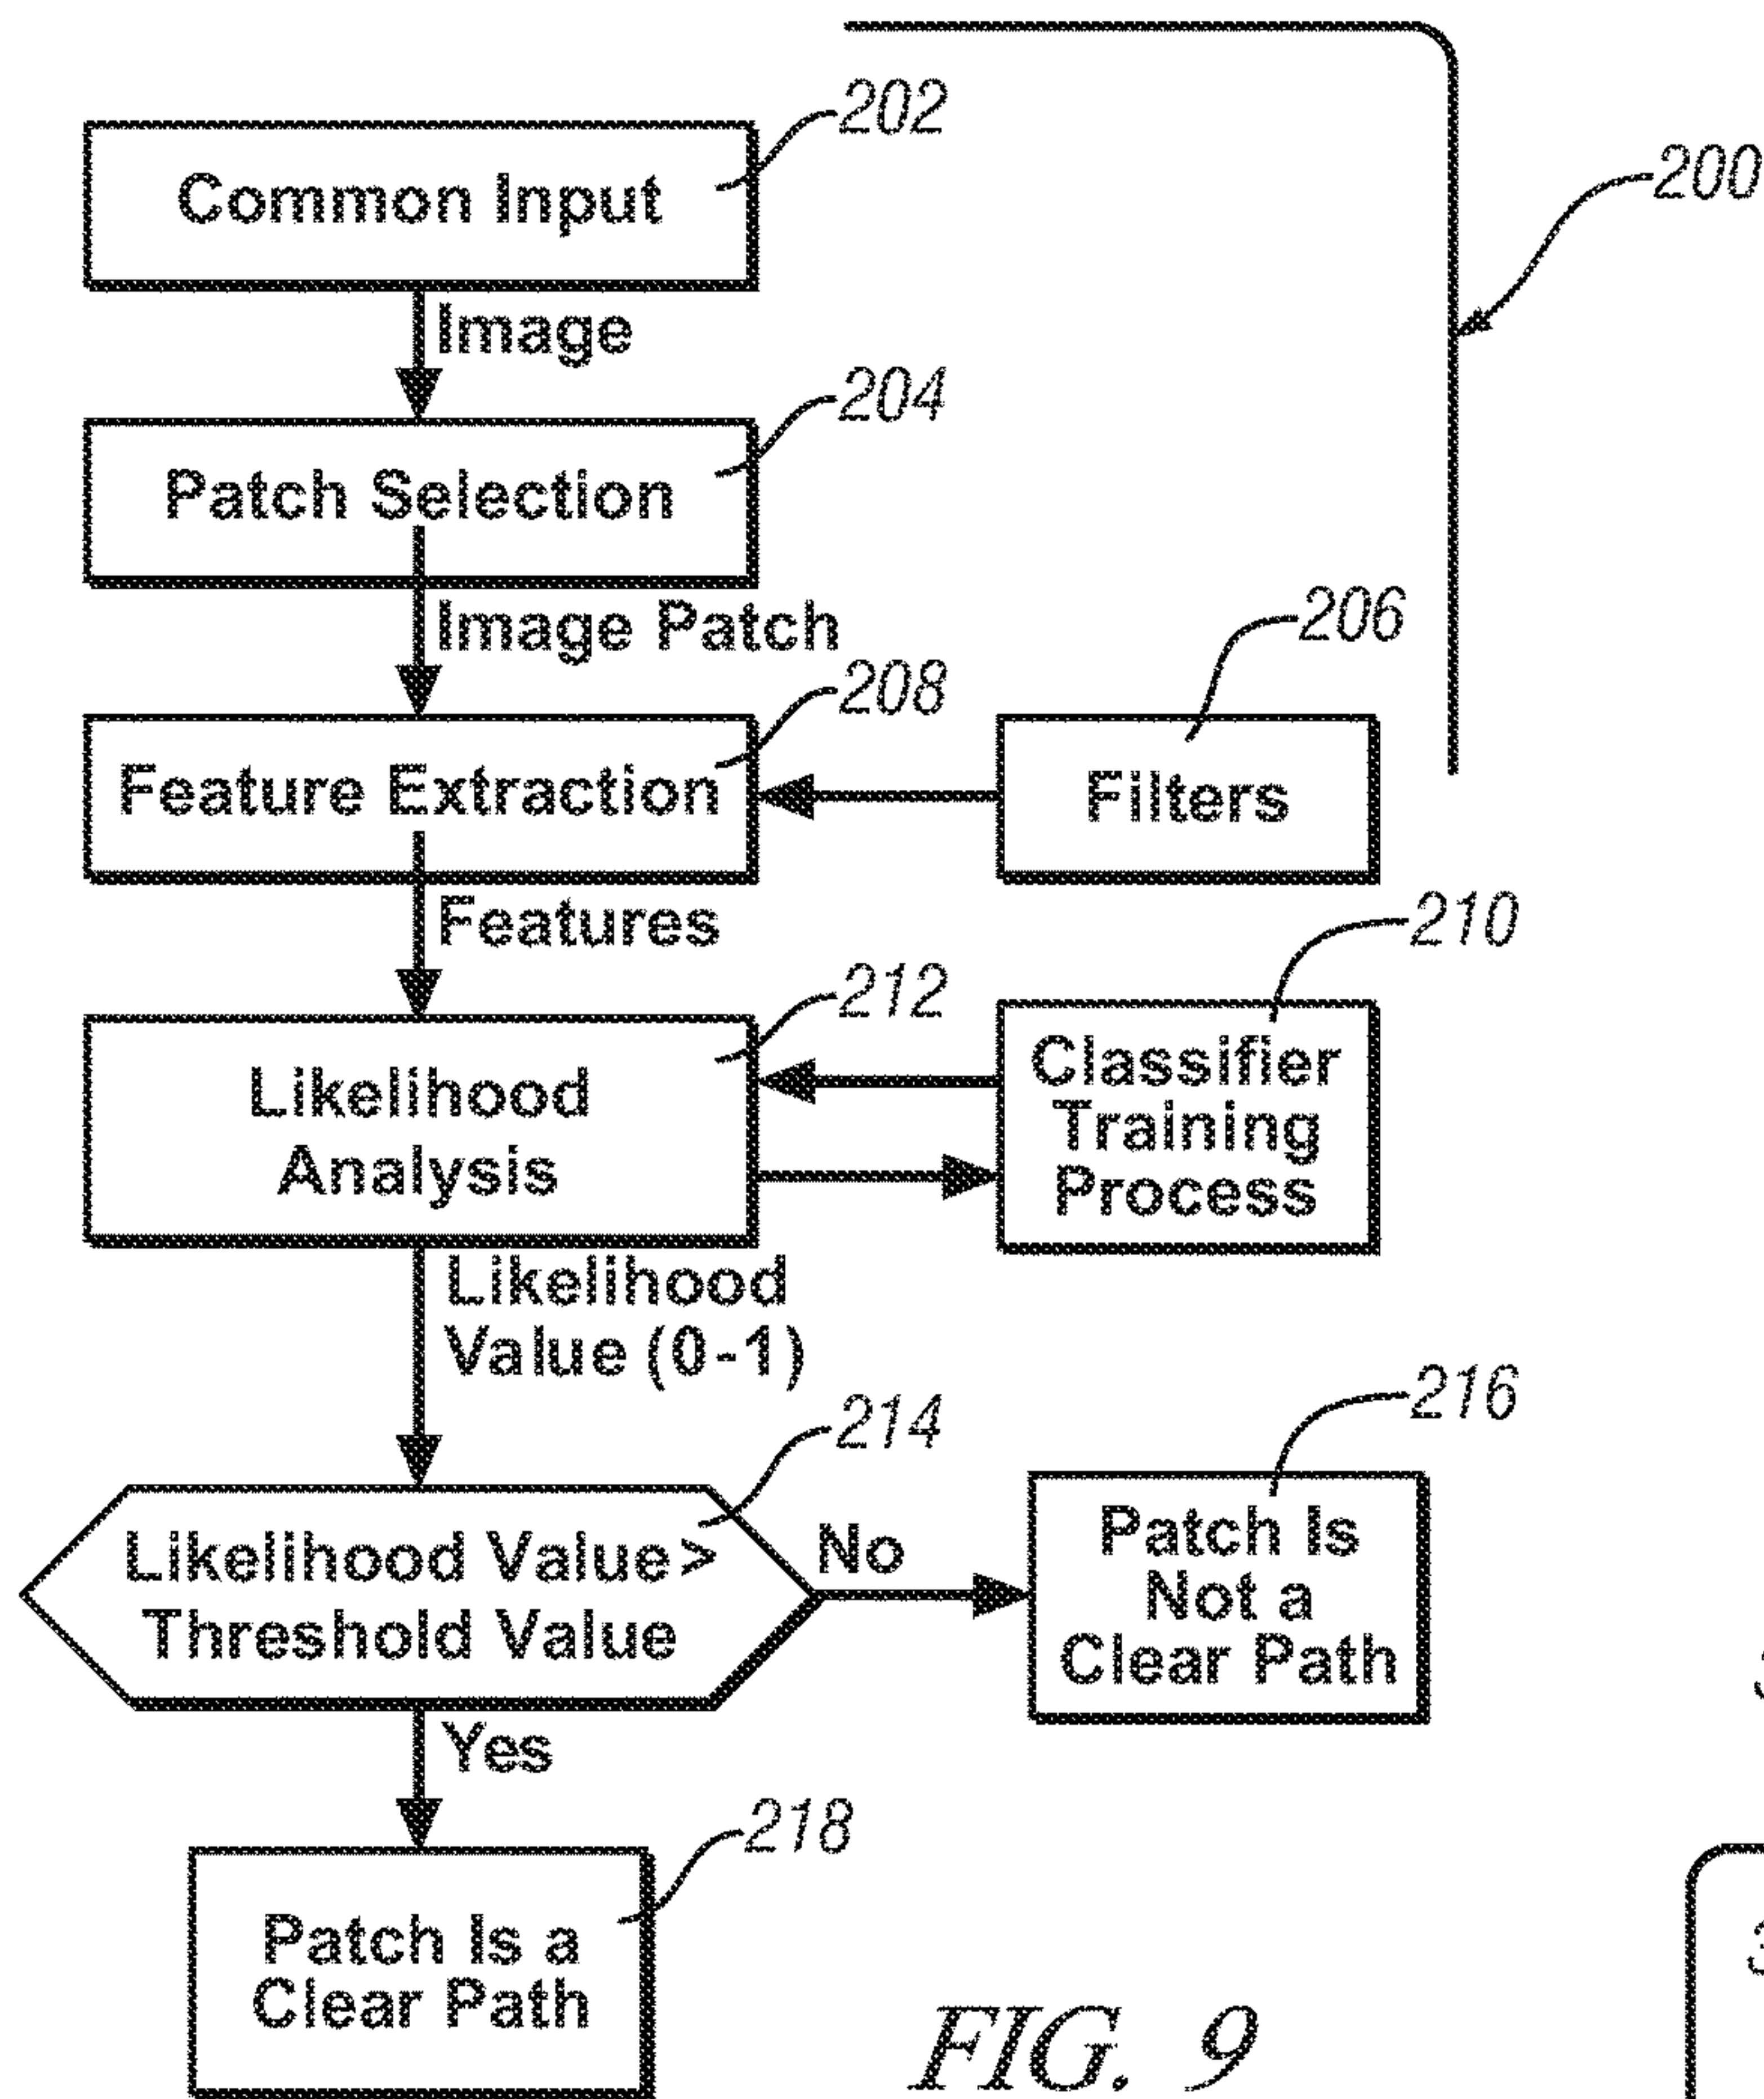 202
Common Input
200
Image
204
Patch Selection
Image Patch
206
208
Feature Extraction
Filters
Features
210
212
Likelihood
Analysis
Classifier
Training
Process
Likelihood
Value (0-1)
214
216
Likelihood Value >
Threshold Value
No
Patch Is
Not a
Clear Path
Yes
218
Patch Is a
Clear Path
FIG. 9